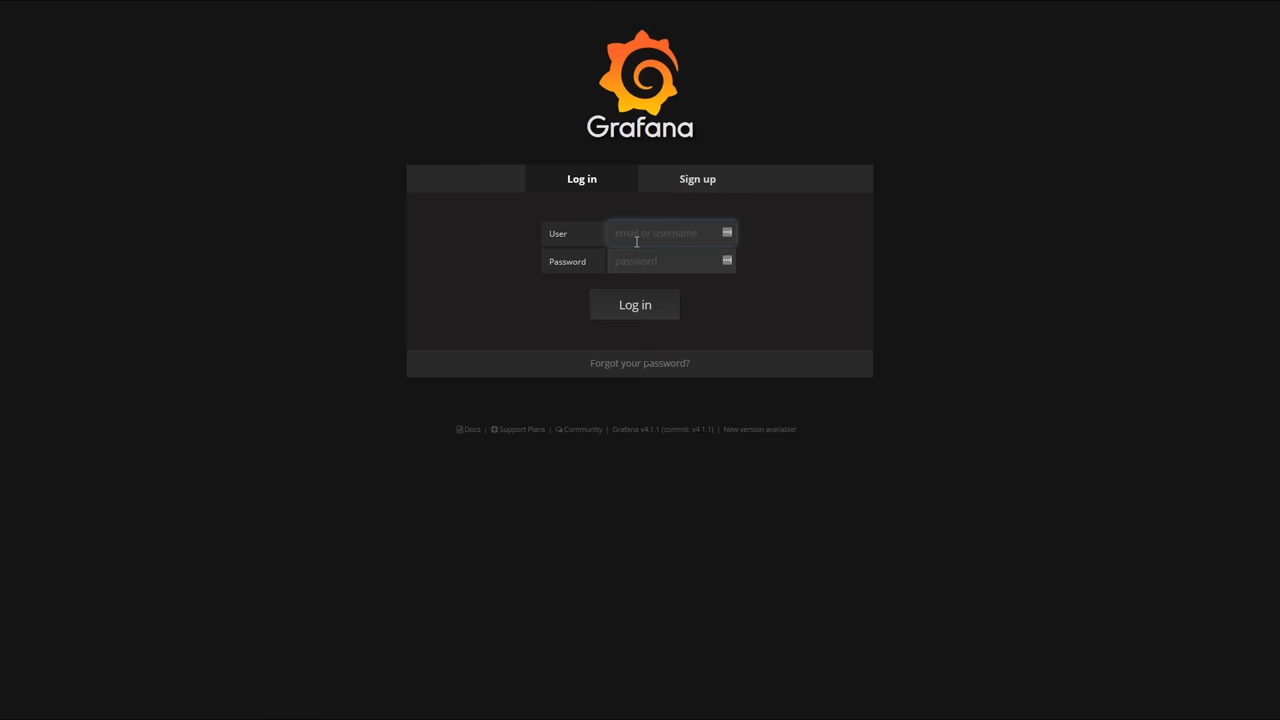 Grafana
Log in Sign up
User email or username
Password password
Log in
Forgot your password?
Docs | Support Plans | Community | Grafana v4.1.1 (commit: v4.1.1) | New version available!